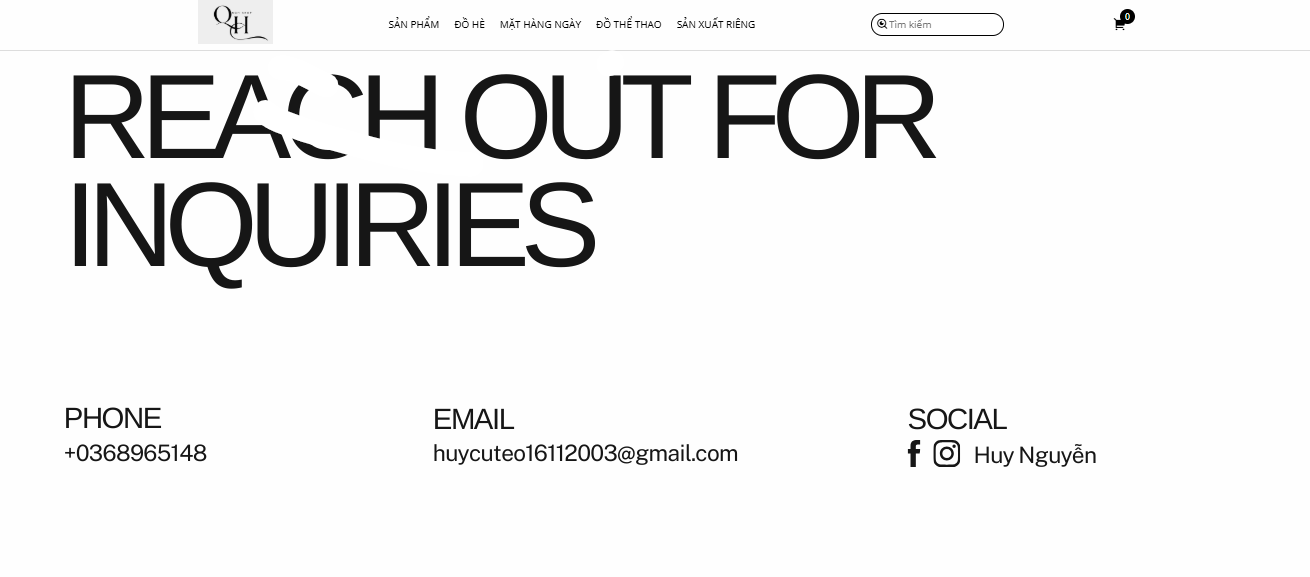 QH
SẢN PHẨM ĐỒ HÈ MẶT HÀNG NGÀY ĐỒ THỂ THAO SẢN XUẤT RIÊNG
Tìm kiếm
0
REACH OUT FOR
INQUIRIES
PHONE
+0368965148
EMAIL
huycuteo16112003@gmail.com
SOCIAL
Huy Nguyễn